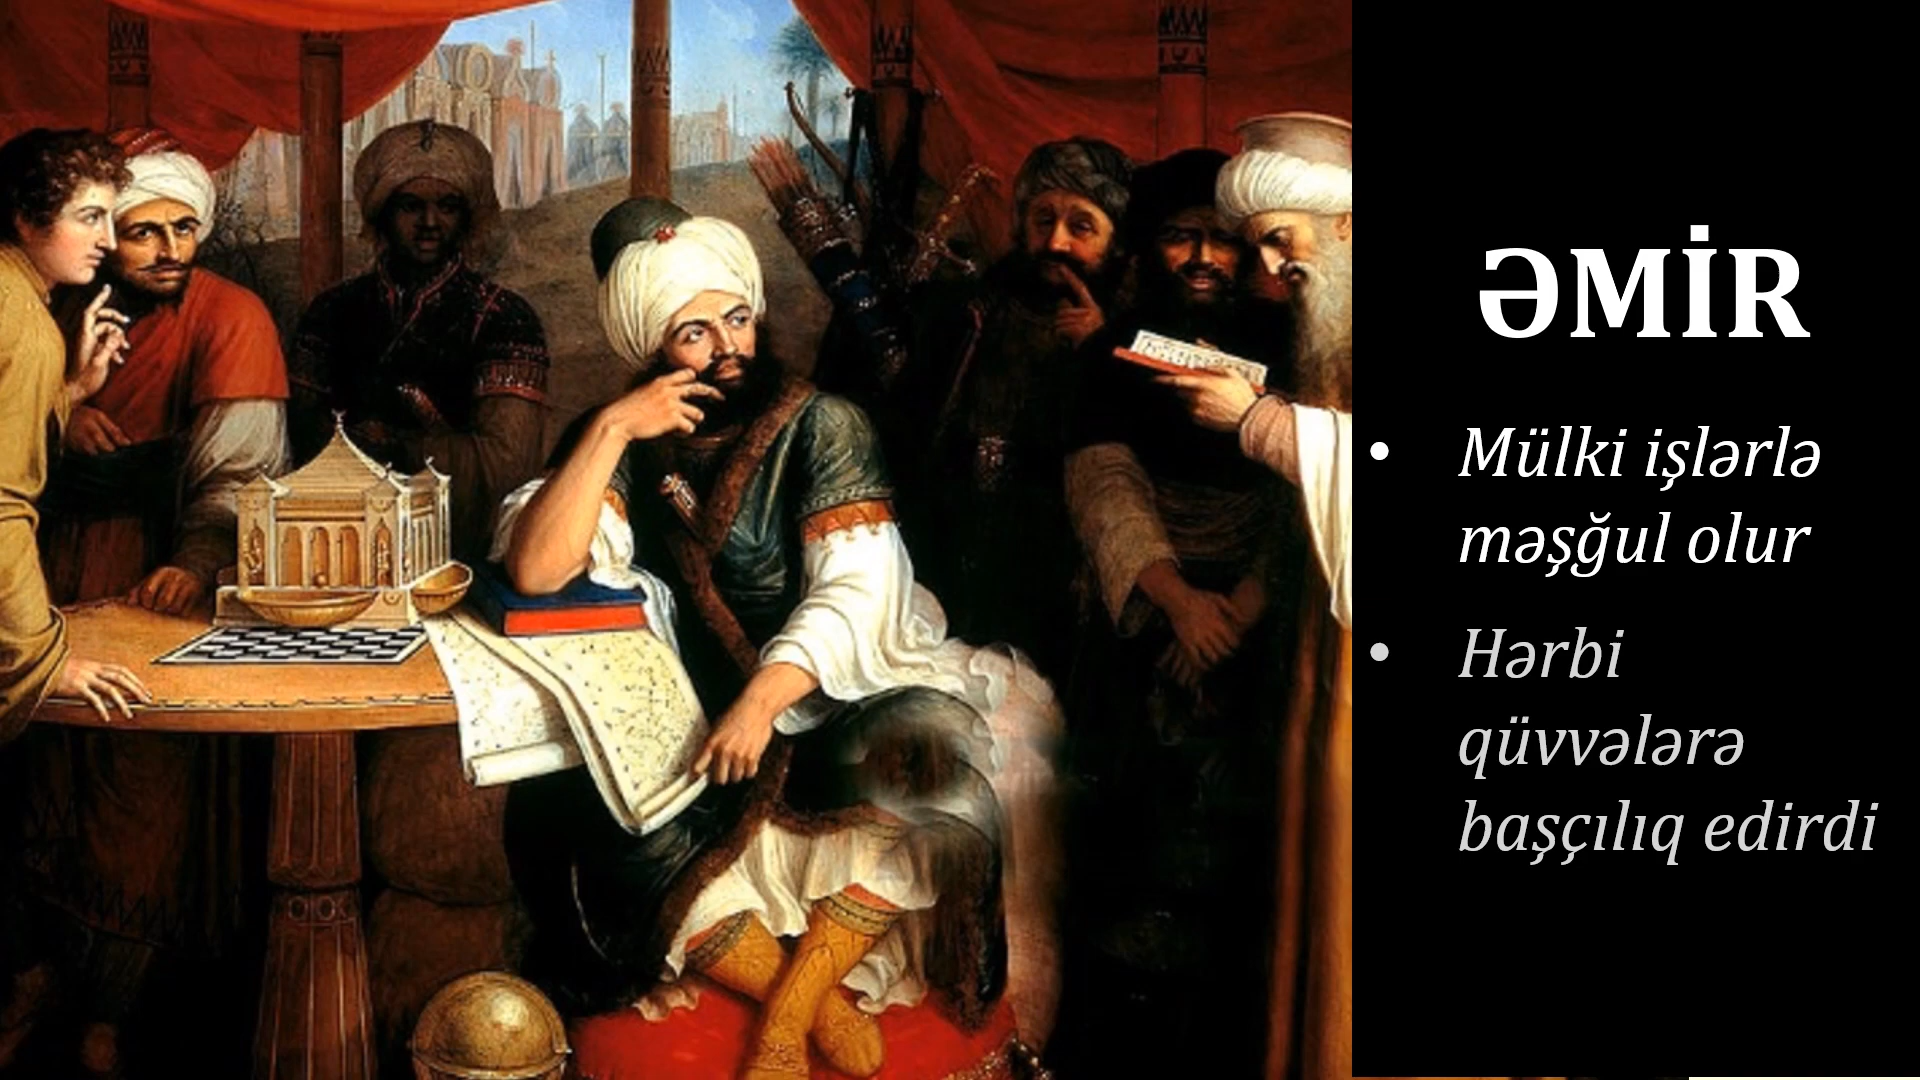 ƏMİR
• Mülki işlərlə
məşğul olur
• Hərbi
qüvvələrə
başçılıq edirdi